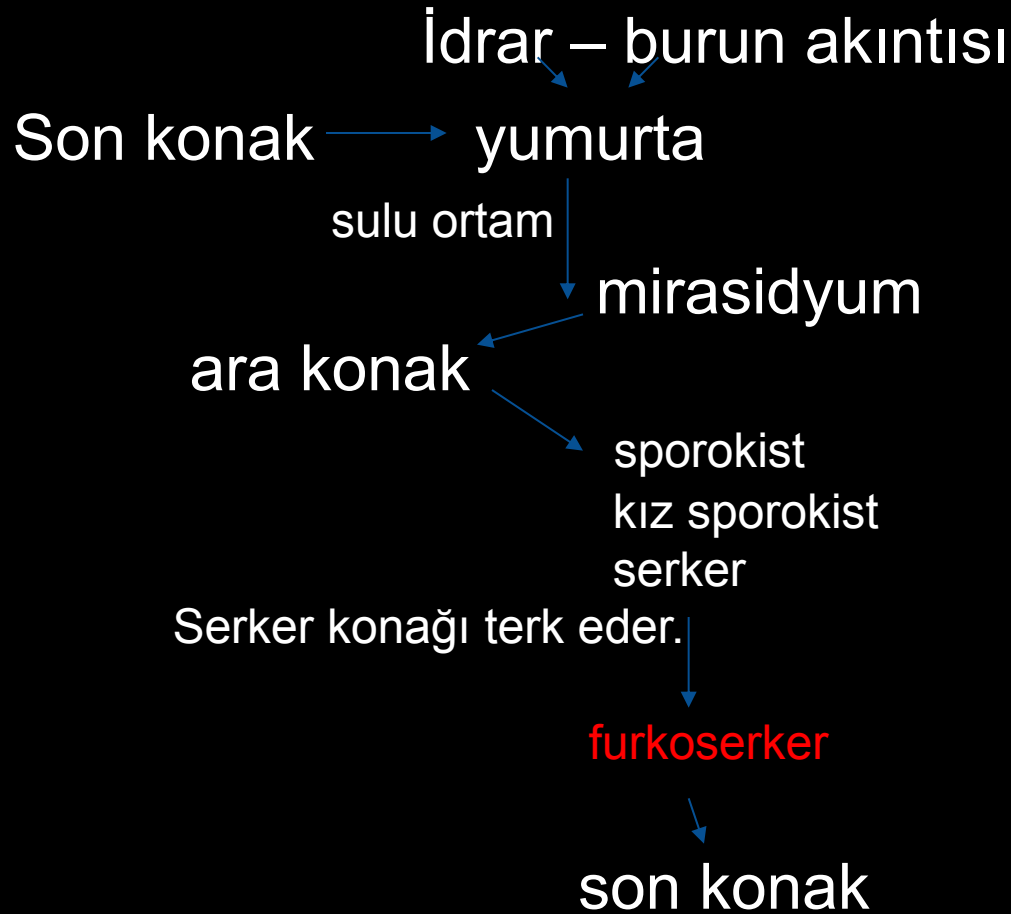 İdrar – burun akıntısı
Son konak yumurta
sulu ortam
mirasidyum
ara konak
sporokist
kız sporokist
serker
Serker konağı terk eder.
furkoserker
son konak